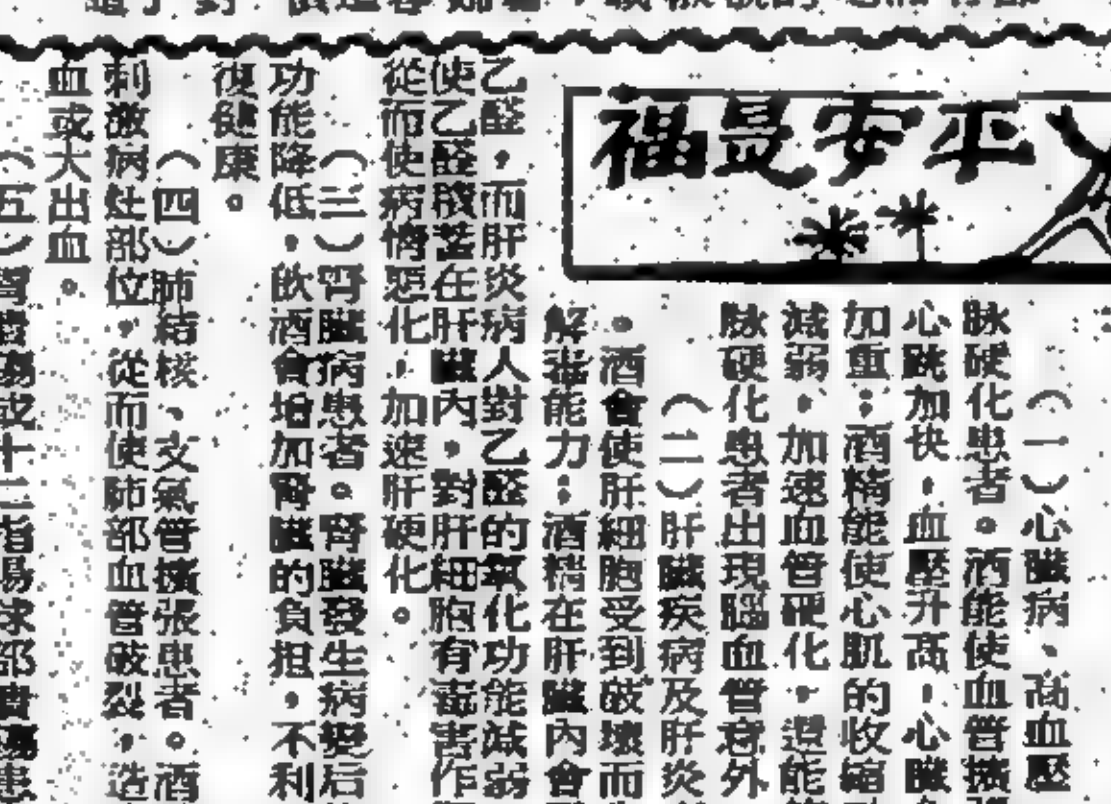 平安是福
（一）心臟病、高血壓
脉硬化患者。酒能使血管擴
心跳加快，血壓升高，心臟
加重；酒精能使心肌的收縮
減弱，加速血管硬化，還能
脉硬化患者出現腦血管意外
（二）肝臟疾病及肝炎
。酒會使肝細胞受到破壞而
解毒能力；酒精在肝臟內會
乙醛，而肝炎病人對乙醛的氧化功能減弱
使乙醛積蓄在肝臟內，對肝細胞有毒害作
從而使病情惡化，加速肝硬化。
（三）腎臟病患者。腎臟發生病變后
功能降低，飲酒會增加腎臟的負担，不利
復健康。
（四）肺結核、支氣管擴張患者。酒
刺激病灶部位，從而使肺部血管破裂，造
血或大出血。
（五）胃潰瘍或十二指腸球部潰瘍患